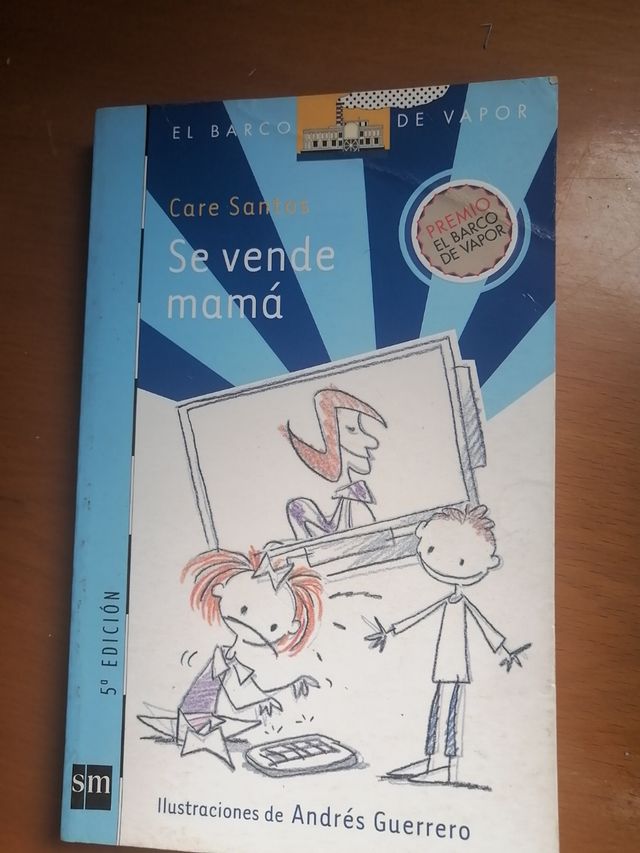 EL BARCO DE VAPOR
Care Santos
Se vende
mamá
PREMIO
EL BARCO
DE VAPOR
5ª EDICIÓN
sm
Ilustraciones de Andrés Guerrero